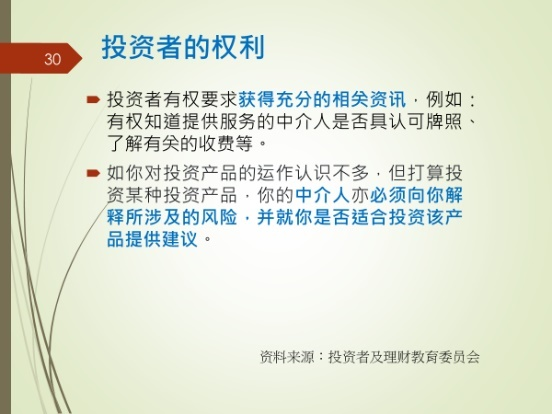 30
投资者的权利
投资者有权要求获得充分的相关资讯，例如：
有权知道提供服务的中介人是否具认可牌照、
了解有关的收费等。
如你对投资产品的运作认识不多，但打算投
资某种投资产品，你的中介人亦必须向你解
释所涉及的风险，并就你是否适合投资该产
品提供建议。
资料来源：投资者及理财教育委员会